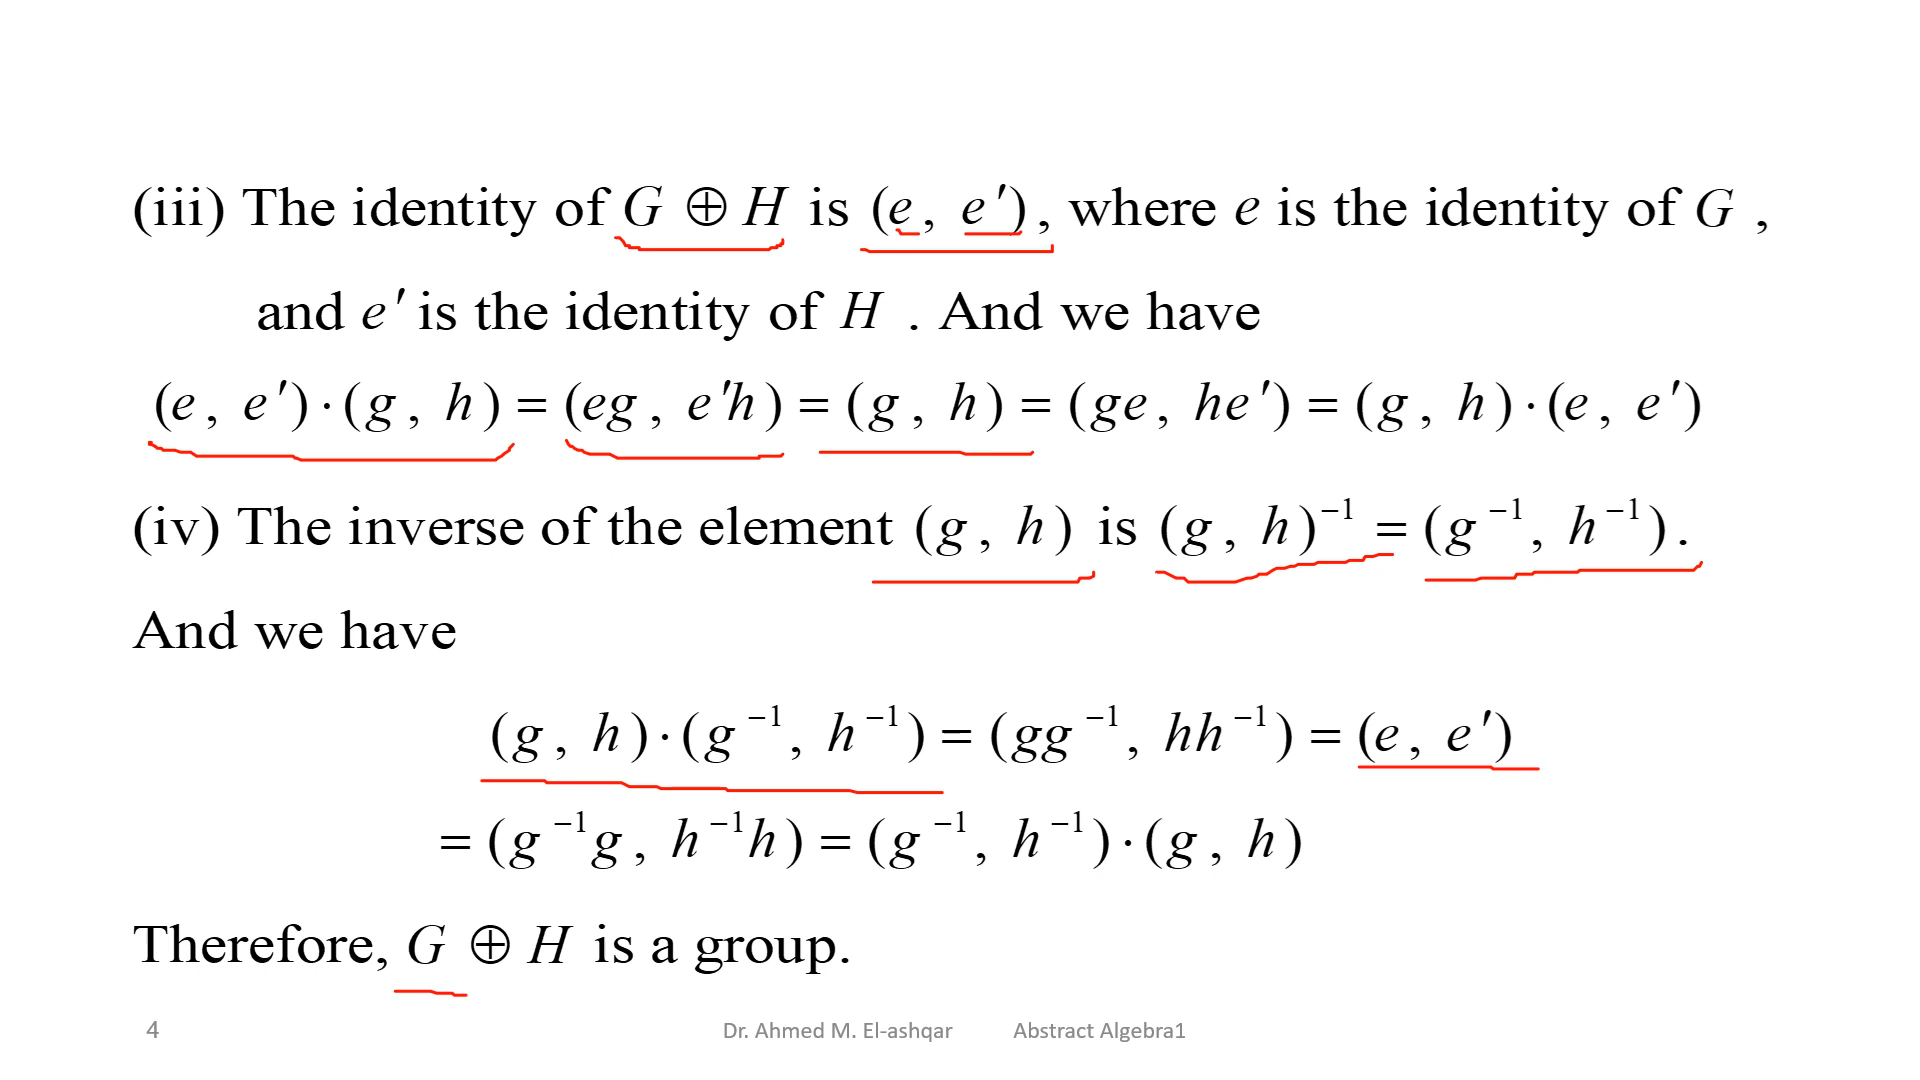 (iii) The identity of G ⊕ H is (e, e′), where e is the identity of G,
and e′ is the identity of H. And we have
(e, e′)·(g, h) = (eg, e′h) = (g, h) = (ge, he′) = (g, h)·(e, e′)
(iv) The inverse of the element (g, h) is (g, h)⁻¹ = (g⁻¹, h⁻¹).
And we have
(g, h)·(g⁻¹, h⁻¹) = (gg⁻¹, hh⁻¹) = (e, e′)
= (g⁻¹g, h⁻¹h) = (g⁻¹, h⁻¹)·(g, h)
Therefore, G ⊕ H is a group.
4 Dr. Ahmed M. El-ashqar Abstract Algebra1